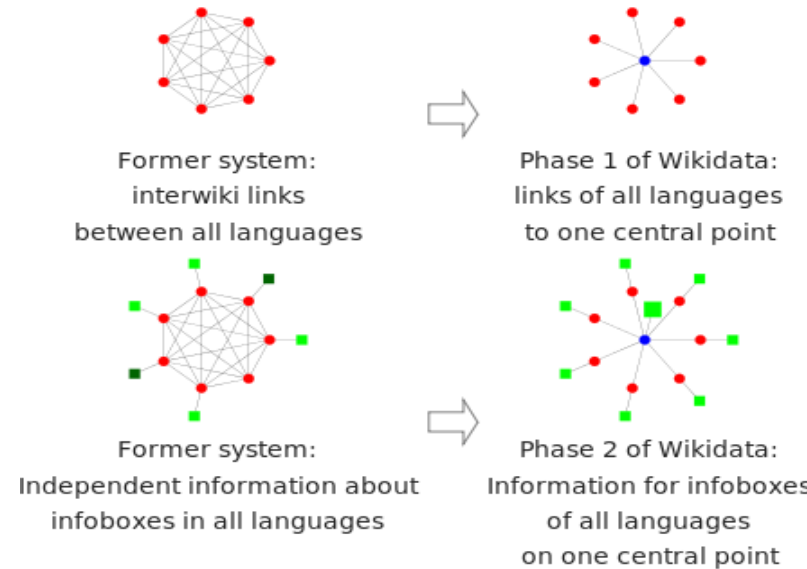 Former system:
interwiki links
between all languages
Phase 1 of Wikidata:
links of all languages
to one central point
Former system:
Independent information about
infoboxes in all languages
Phase 2 of Wikidata:
Information for infoboxes
of all languages
on one central point